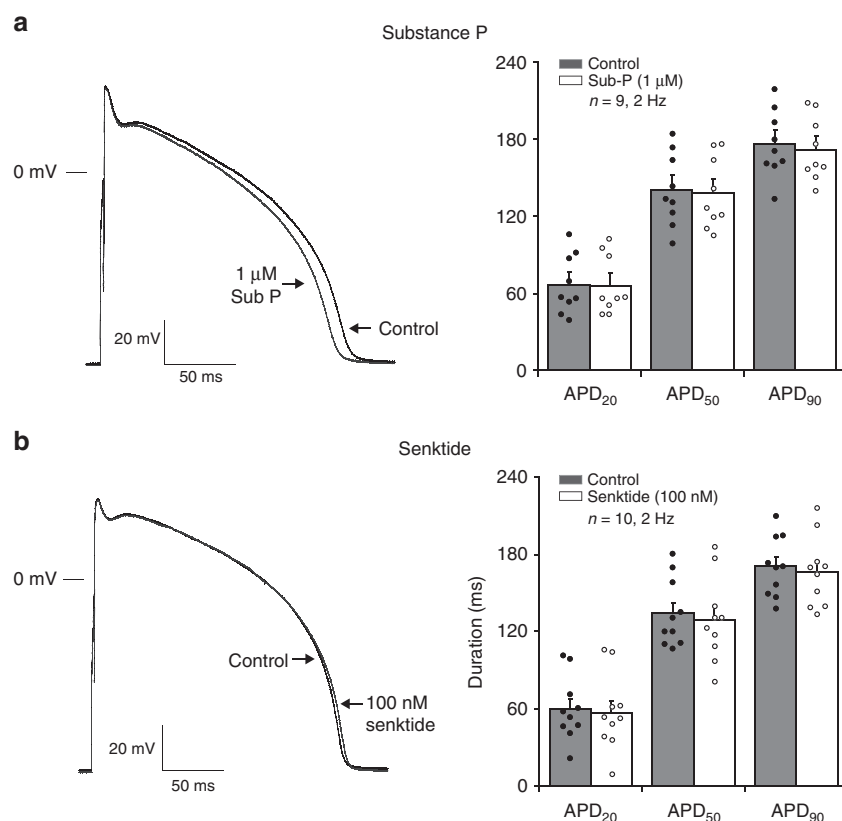 a
Substance P
0 mV
1 μM
Sub P
Control
20 mV
50 ms
240
180
120
60
0
Control
Sub-P (1 μM)
n = 9, 2 Hz
APD20
APD50
APD90
b
Senktide
0 mV
Control
100 nM
senktide
20 mV
50 ms
Duration (ms)
240
180
120
60
0
Control
Senktide (100 nM)
n = 10, 2 Hz
APD20
APD50
APD90